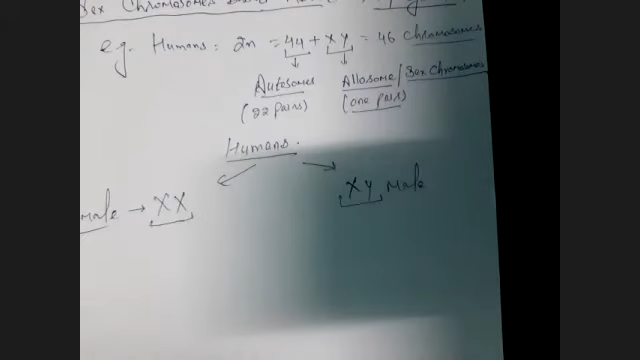 Sex Chromosomes
e.g. Humans: 2n = 44 + XY = 46 Chromosomes
Autosomes Allosome/Sex Chromosomes
(22 pairs) (one pair)
Humans.
male → XX XY Male